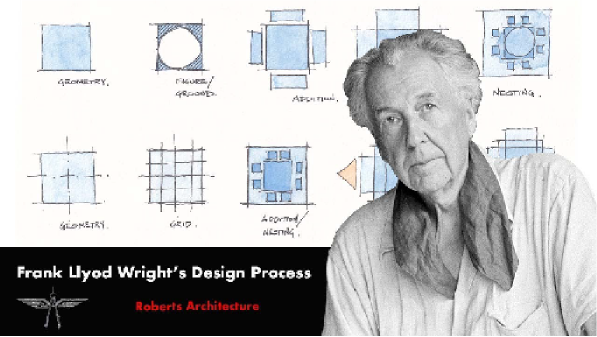 GEOMETRY.
FIGURE/
GROUND.
ADDITION.
NESTING.
GEOMETRY.
GRID.
ADDITION/
NESTING.
Frank Llyod Wright's Design Process
Roberts Architecture